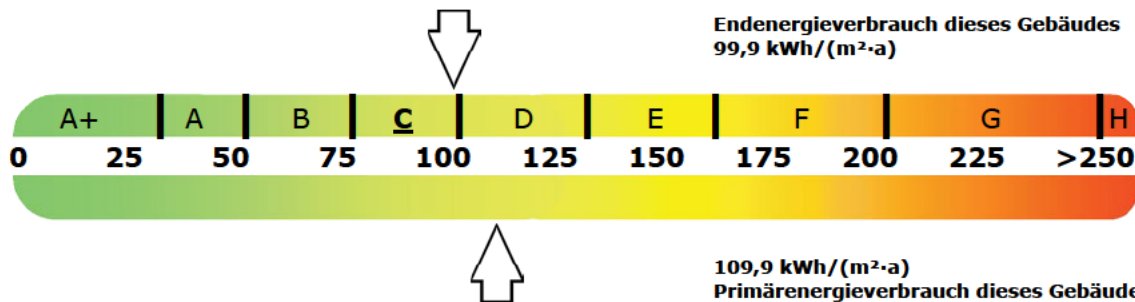 Endenergieverbrauch dieses Gebäudes
99,9 kWh/(m²·a)
A+ A B C D E F G H
0 25 50 75 100 125 150 175 200 225 >250
109,9 kWh/(m²·a)
Primärenergieverbrauch dieses Gebäude